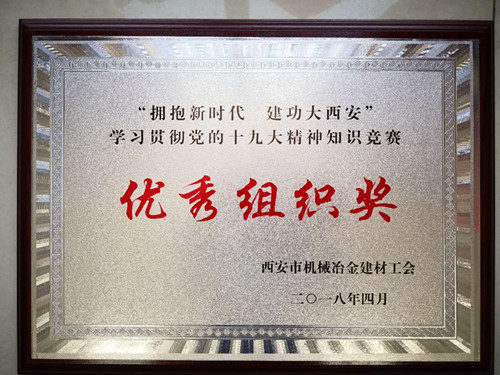 “拥抱新时代　建功大西安”
学习贯彻党的十九大精神知识竞赛
优秀组织奖
西安市机械冶金建材工会
二〇一八年四月